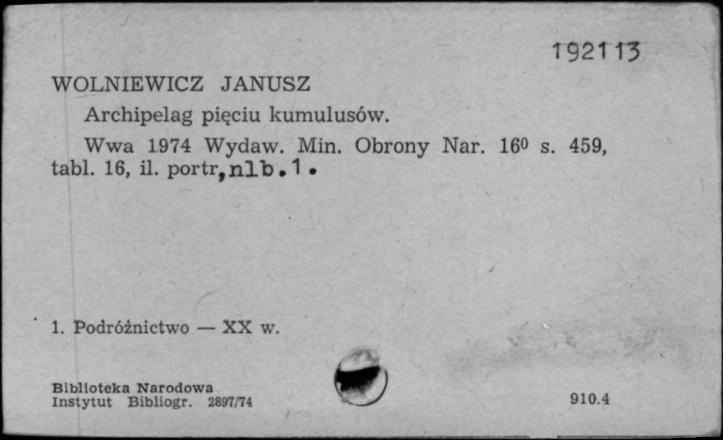 192113
WOLNIEWICZ JANUSZ
Archipelag pięciu kumulusów.
Wwa 1974 Wydaw. Min. Obrony Nar. 16⁰ s. 459,
tabl. 16, il. portr, nlb. 1.
1. Podróżnictwo — XX w.
Biblioteka Narodowa
Instytut Bibliogr. 2897/74
910.4